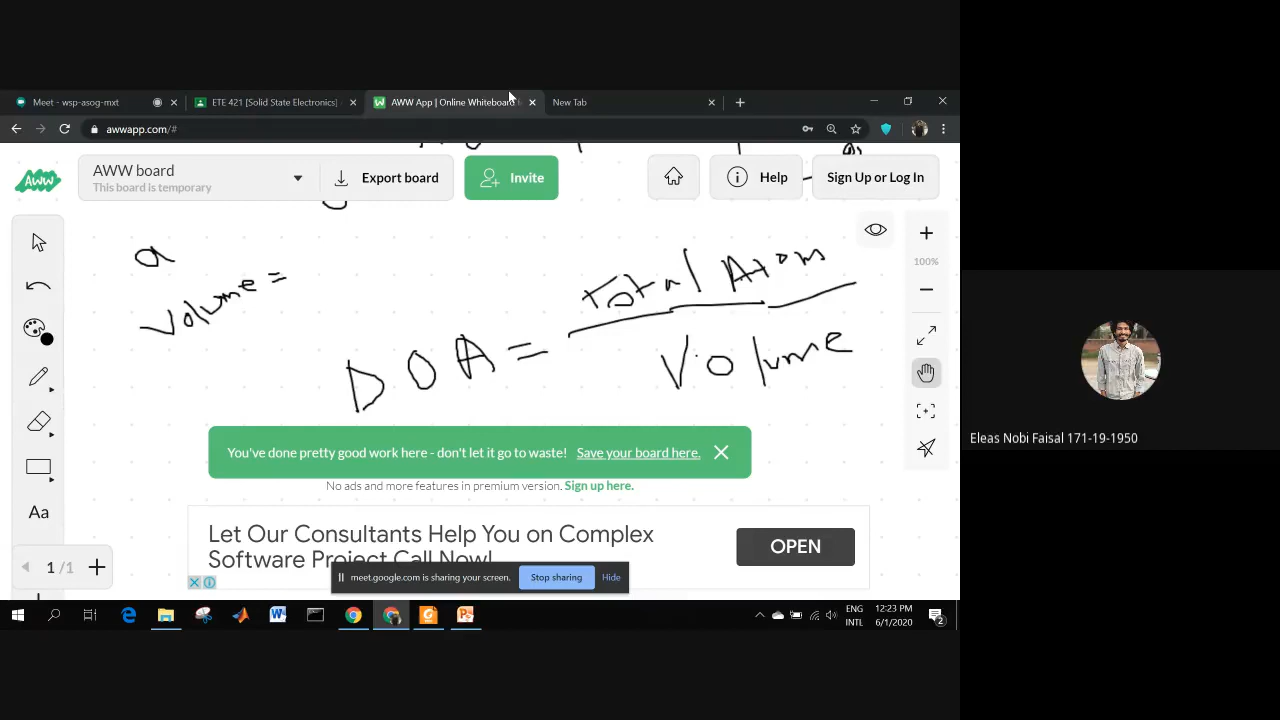 Meet - wsp-asog-mxt
ETE 421 [Solid State Electronics]
AWW App | Online Whiteboard
New Tab
awwapp.com/#
AWW
AWW board
This board is temporary
Export board
Invite
Help
Sign Up or Log In
100%
a
Volume =
DOA = Total Atom
Volume
You've done pretty good work here - don't let it go to waste! Save your board here.
No ads and more features in premium version. Sign up here.
Let Our Consultants Help You on Complex
Software Project Call Now!
OPEN
Aa
1 /1
meet.google.com is sharing your screen. Stop sharing Hide
ENG
INTL
12:23 PM
6/1/2020
2
Eleas Nobi Faisal 171-19-1950